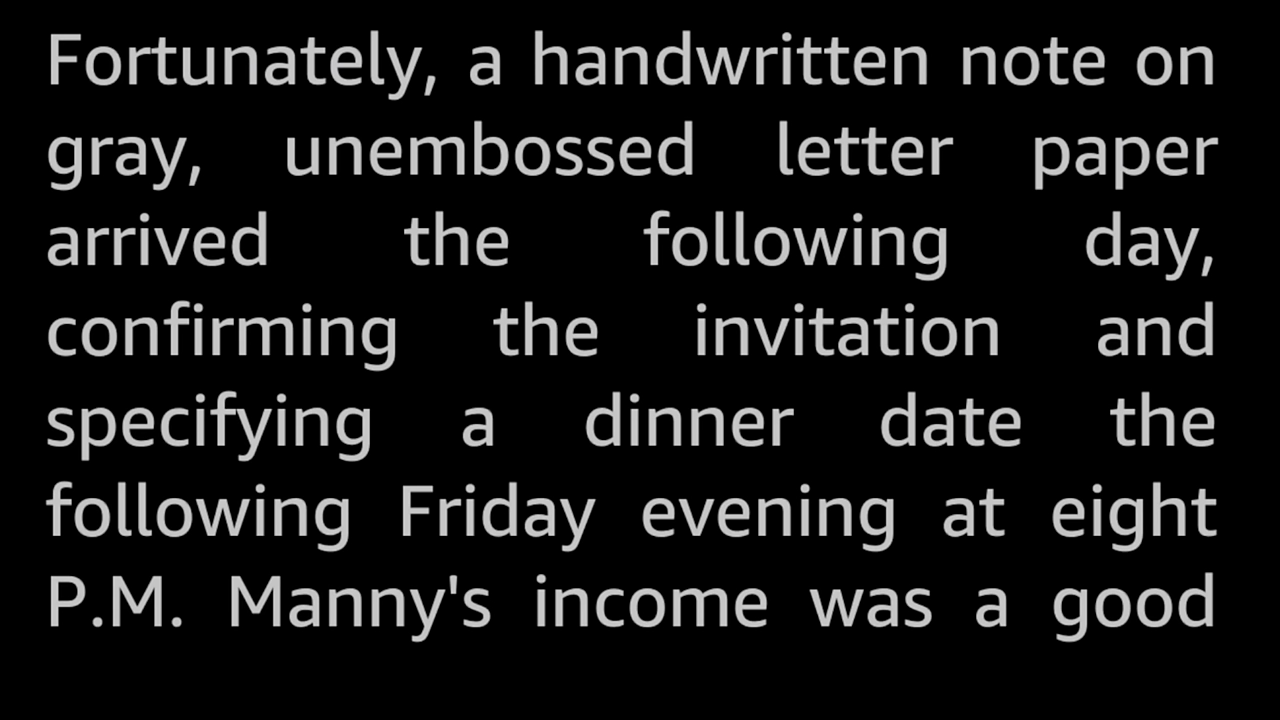 Fortunately, a handwritten note on
gray, unembossed letter paper
arrived the following day,
confirming the invitation and
specifying a dinner date the
following Friday evening at eight
P.M. Manny's income was a good